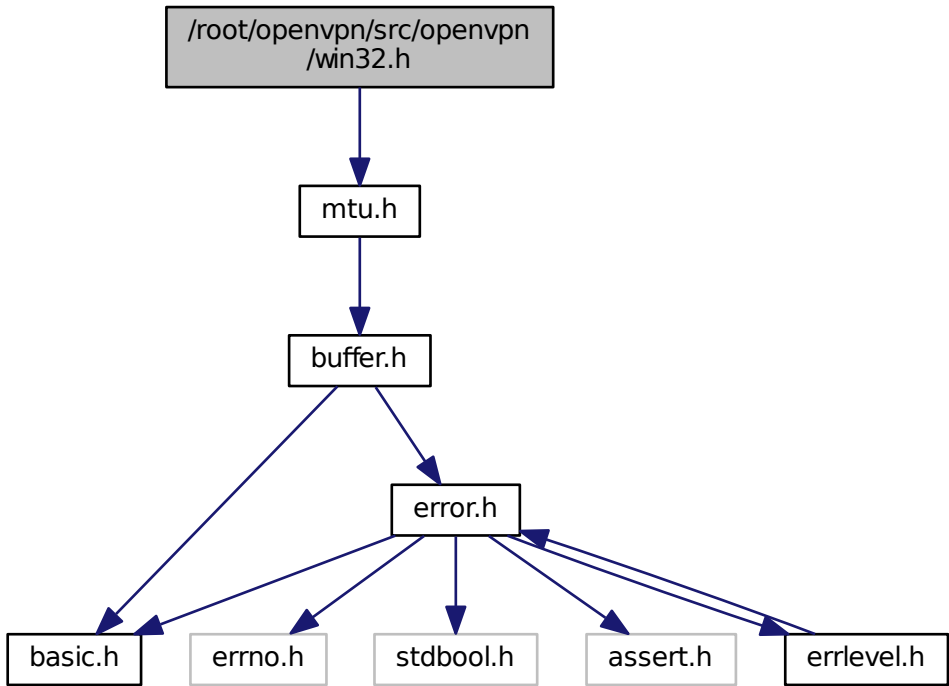 /root/openvpn/src/openvpn
/win32.h
mtu.h
buffer.h
error.h
basic.h
errno.h
stdbool.h
assert.h
errlevel.h